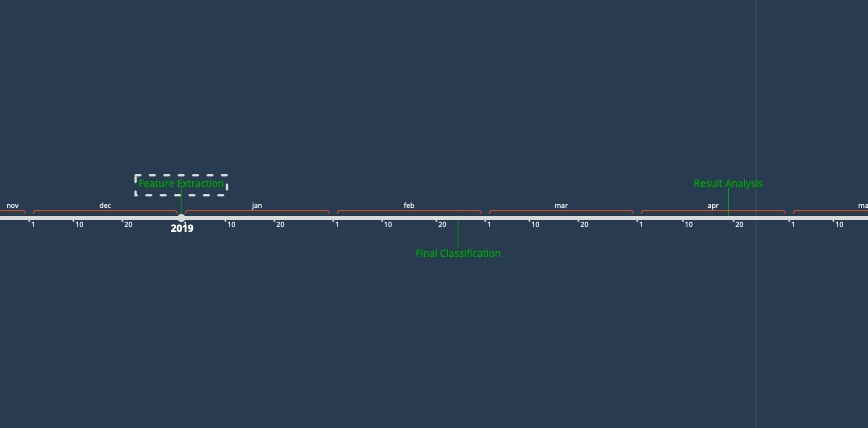 Feature Extraction
Result Analysis
nov dec jan feb mar apr ma
1 10 20 10 20 1 10 20 1 10 20 1 10 20 1 10
2019
Final Classification